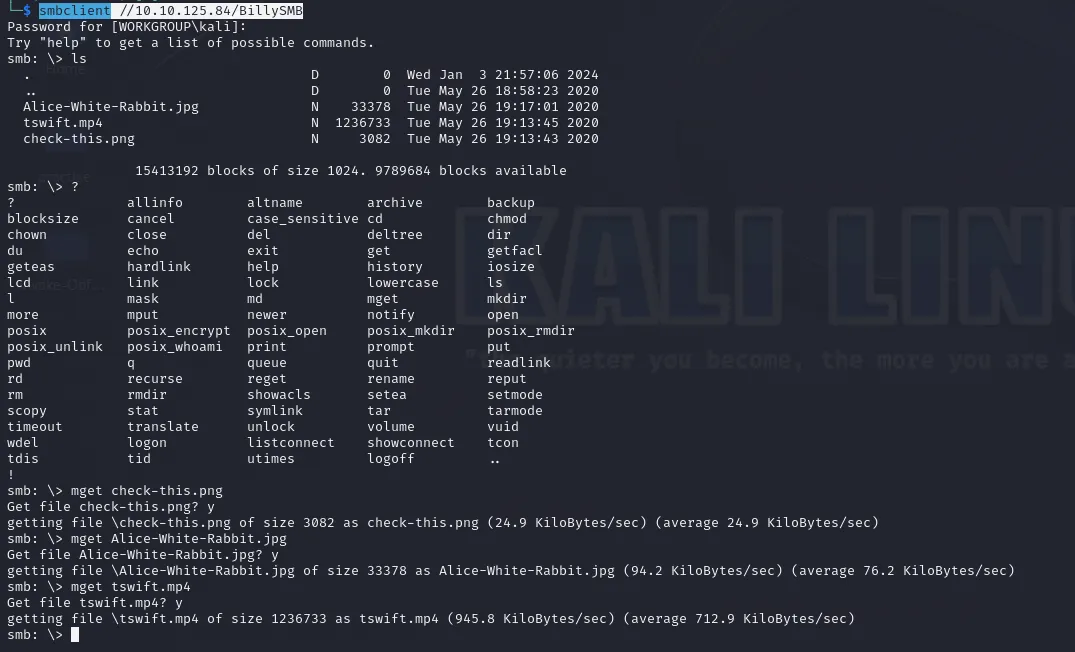 └─$ smbclient //10.10.125.84/BillySMB
Password for [WORKGROUP\kali]:
Try "help" to get a list of possible commands.
smb: \> ls
  .                                   D        0  Wed Jan  3 21:57:06 2024
  ..                                  D        0  Tue May 26 18:58:23 2020
  Alice-White-Rabbit.jpg              N    33378  Tue May 26 19:17:01 2020
  tswift.mp4                          N  1236733  Tue May 26 19:13:45 2020
  check-this.png                      N     3082  Tue May 26 19:13:43 2020
                15413192 blocks of size 1024. 9789684 blocks available
smb: \> ?
?              allinfo        altname        archive        backup
blocksize      cancel         case_sensitive cd             chmod
chown          close          del            deltree        dir
du             echo           exit           get            getfacl
geteas         hardlink       help           history        iosize
lcd            link           lock           lowercase      ls
l              mask           md             mget           mkdir
more           mput           newer          notify         open
posix          posix_encrypt  posix_open     posix_mkdir    posix_rmdir
posix_unlink   posix_whoami   print          prompt         put
pwd            q              queue          quit           readlink
rd             recurse        reget          rename         reput
rm             rmdir          showacls       setea          setmode
scopy          stat           symlink        tar            tarmode
timeout        translate      unlock         volume         vuid
wdel           logon          listconnect    showconnect    tcon
tdis           tid            utimes         logoff         ..
!
smb: \> mget check-this.png
Get file check-this.png? y
getting file \check-this.png of size 3082 as check-this.png (24.9 KiloBytes/sec) (average 24.9 KiloBytes/sec)
smb: \> mget Alice-White-Rabbit.jpg
Get file Alice-White-Rabbit.jpg? y
getting file \Alice-White-Rabbit.jpg of size 33378 as Alice-White-Rabbit.jpg (94.2 KiloBytes/sec) (average 76.2 KiloBytes/sec)
smb: \> mget tswift.mp4
Get file tswift.mp4? y
getting file \tswift.mp4 of size 1236733 as tswift.mp4 (945.8 KiloBytes/sec) (average 712.9 KiloBytes/sec)
smb: \>
KALI LINU
"the quieter you become, the more you are a